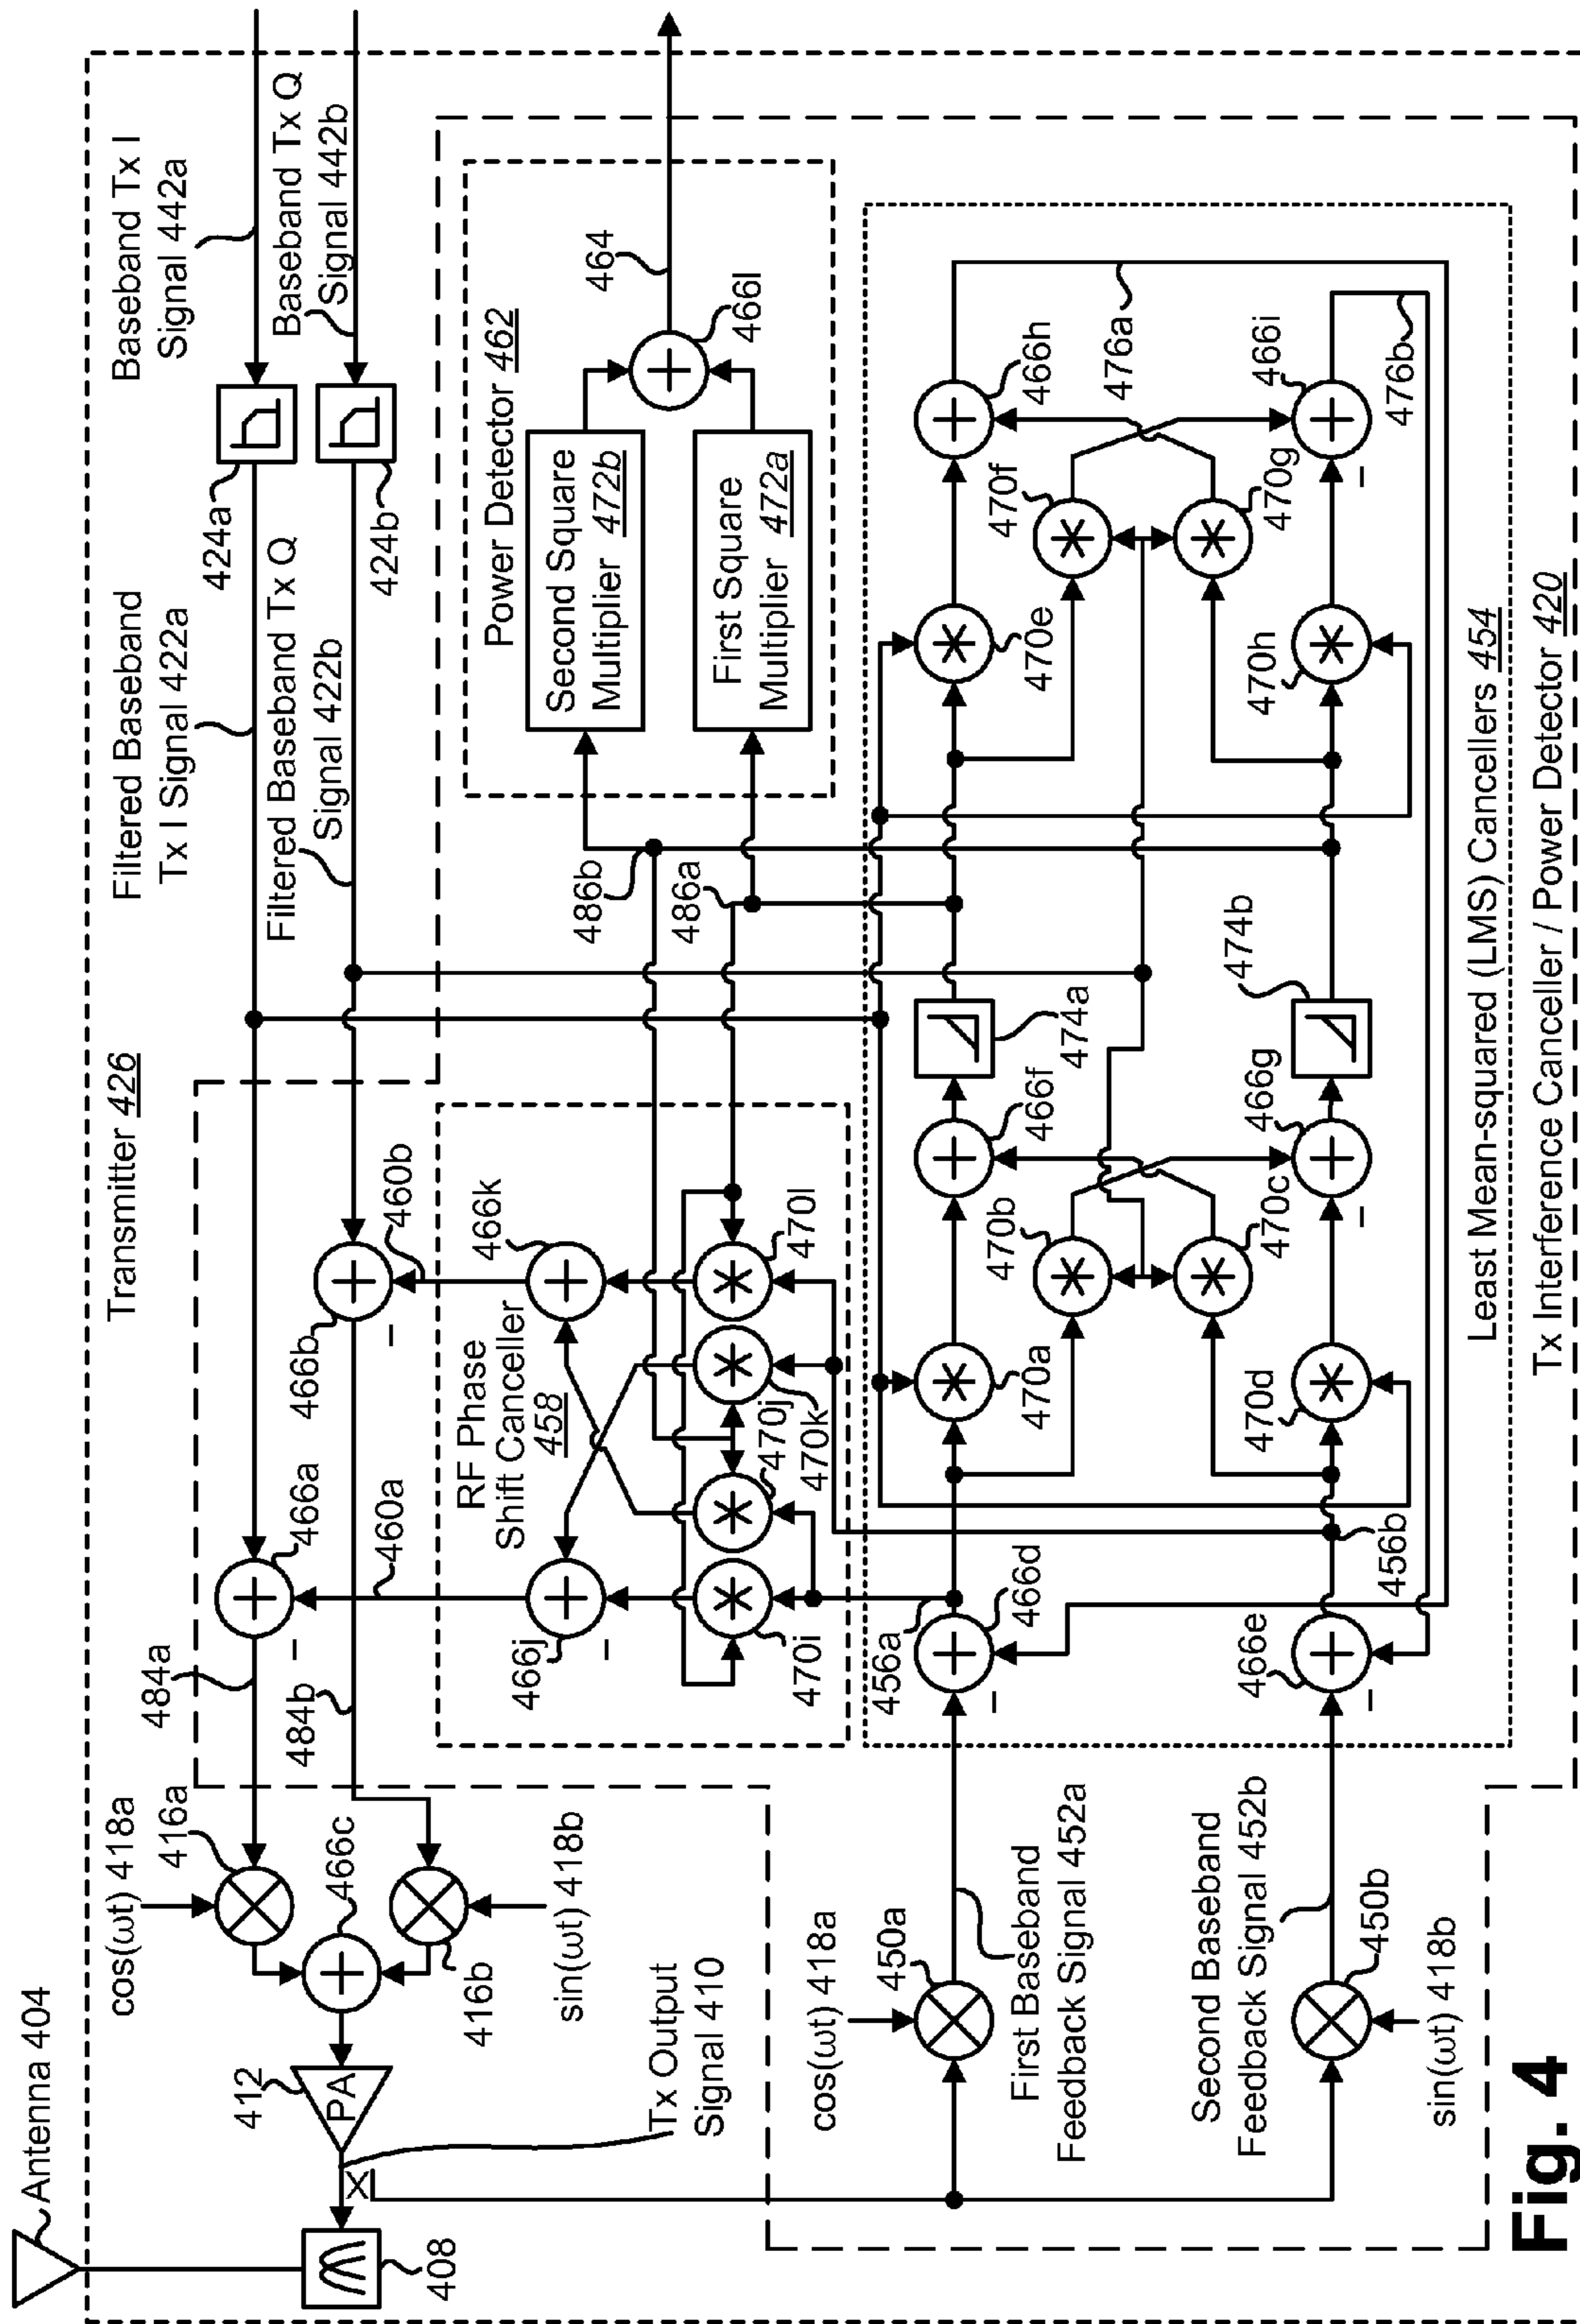 Antenna 404
Transmitter 426
Filtered Baseband
Tx I Signal 422a
Baseband Tx I
Signal 442a
Filtered Baseband Tx Q
Signal 422b
Baseband Tx Q
Signal 442b
424a
424b
cos(ωt) 418a
416a
484a
466a
466c
484b
466b
460a
460b
412
PA
416b
sin(ωt) 418b
408
Tx Output
Signal 410
X
RF Phase
Shift Canceller
458
466j
466k
470i
470j
470k
470l
486b
486a
Power Detector 462
Second Square
Multiplier 472b
First Square
Multiplier 472a
464
466l
cos(ωt) 418a
450a
First Baseband
Feedback Signal 452a
Second Baseband
Feedback Signal 452b
450b
sin(ωt) 418b
456a
466d
466e
456b
470a
470b
470c
470d
466f
466g
474a
474b
470e
470f
470g
470h
466h
466i
476a
476b
Least Mean-squared (LMS) Cancellers 454
Tx Interference Canceller / Power Detector 420
Fig. 4